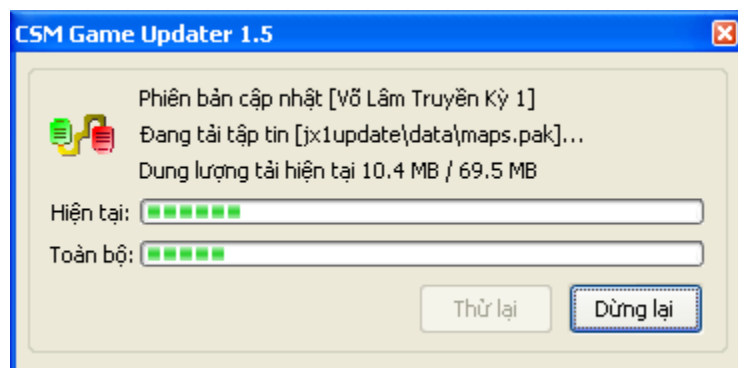 CSM Game Updater 1.5
Phiên bản cập nhật [Võ Lâm Truyền Kỳ 1]
Đang tải tập tin [jx1update\data\maps.pak]...
Dung lượng tải hiện tại 10.4 MB / 69.5 MB
Hiện tại:
Toàn bộ:
Thử lại
Dừng lại